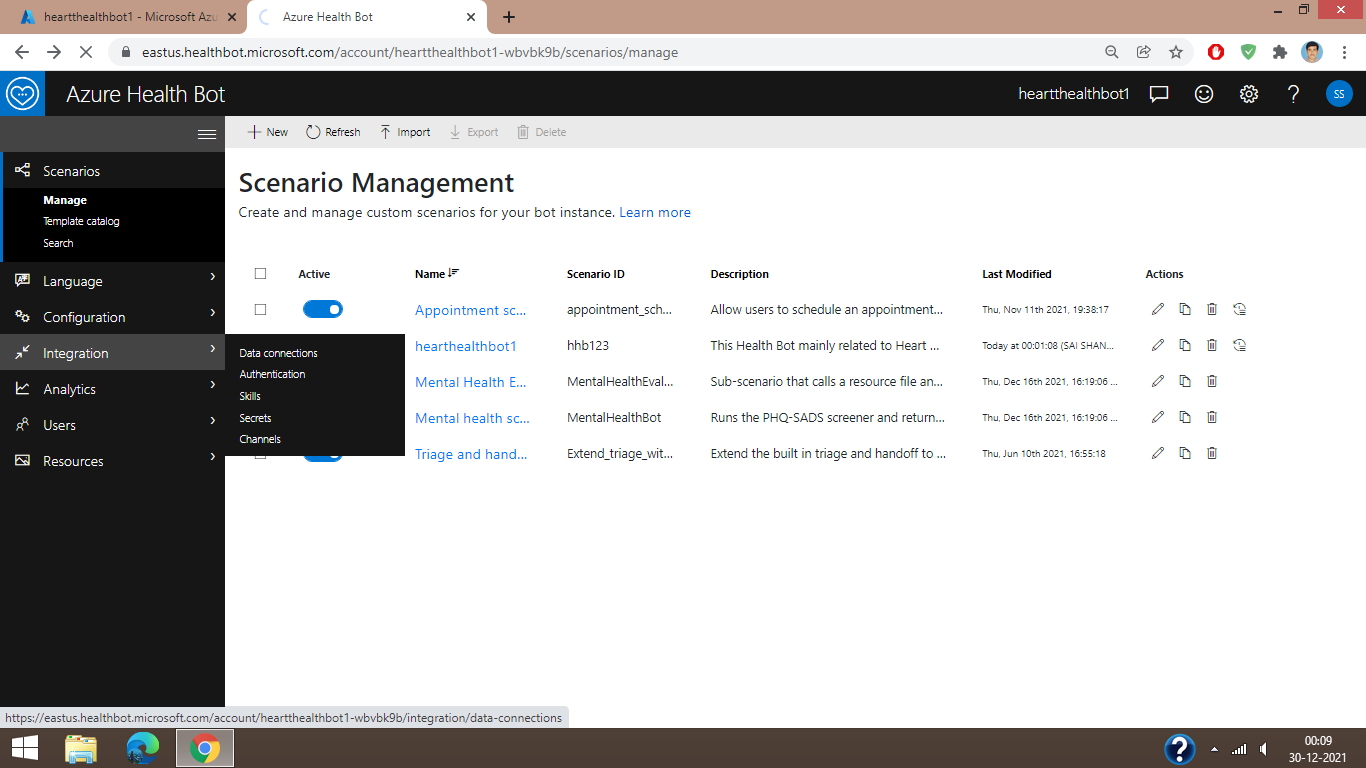 heartthealthbot1 - Microsoft Azu
Azure Health Bot
eastus.healthbot.microsoft.com/account/heartthealthbot1-wbvbk9b/scenarios/manage
Azure Health Bot
heartthealthbot1
SS
New
Refresh
Import
Export
Delete
Scenarios
Manage
Template catalog
Search
Language
Configuration
Integration
Analytics
Users
Resources
Data connections
Authentication
Skills
Secrets
Channels
Scenario Management
Create and manage custom scenarios for your bot instance. Learn more
Active Name Scenario ID Description Last Modified Actions
Appointment sc... appointment_sch... Allow users to schedule an appointment... Thu, Nov 11th 2021, 19:38:17
hearthealthbot1 hhb123 This Health Bot mainly related to Heart ... Today at 00:01:08 (SAI SHAN...
Mental Health E... MentalHealthEval... Sub-scenario that calls a resource file an... Thu, Dec 16th 2021, 16:19:06 ...
Mental health sc... MentalHealthBot Runs the PHQ-SADS screener and return... Thu, Dec 16th 2021, 16:19:06 ...
Triage and hand... Extend_triage_wit... Extend the built in triage and handoff to ... Thu, Jun 10th 2021, 16:55:18
https://eastus.healthbot.microsoft.com/account/heartthealthbot1-wbvbk9b/integration/data-connections
00:09
30-12-2021